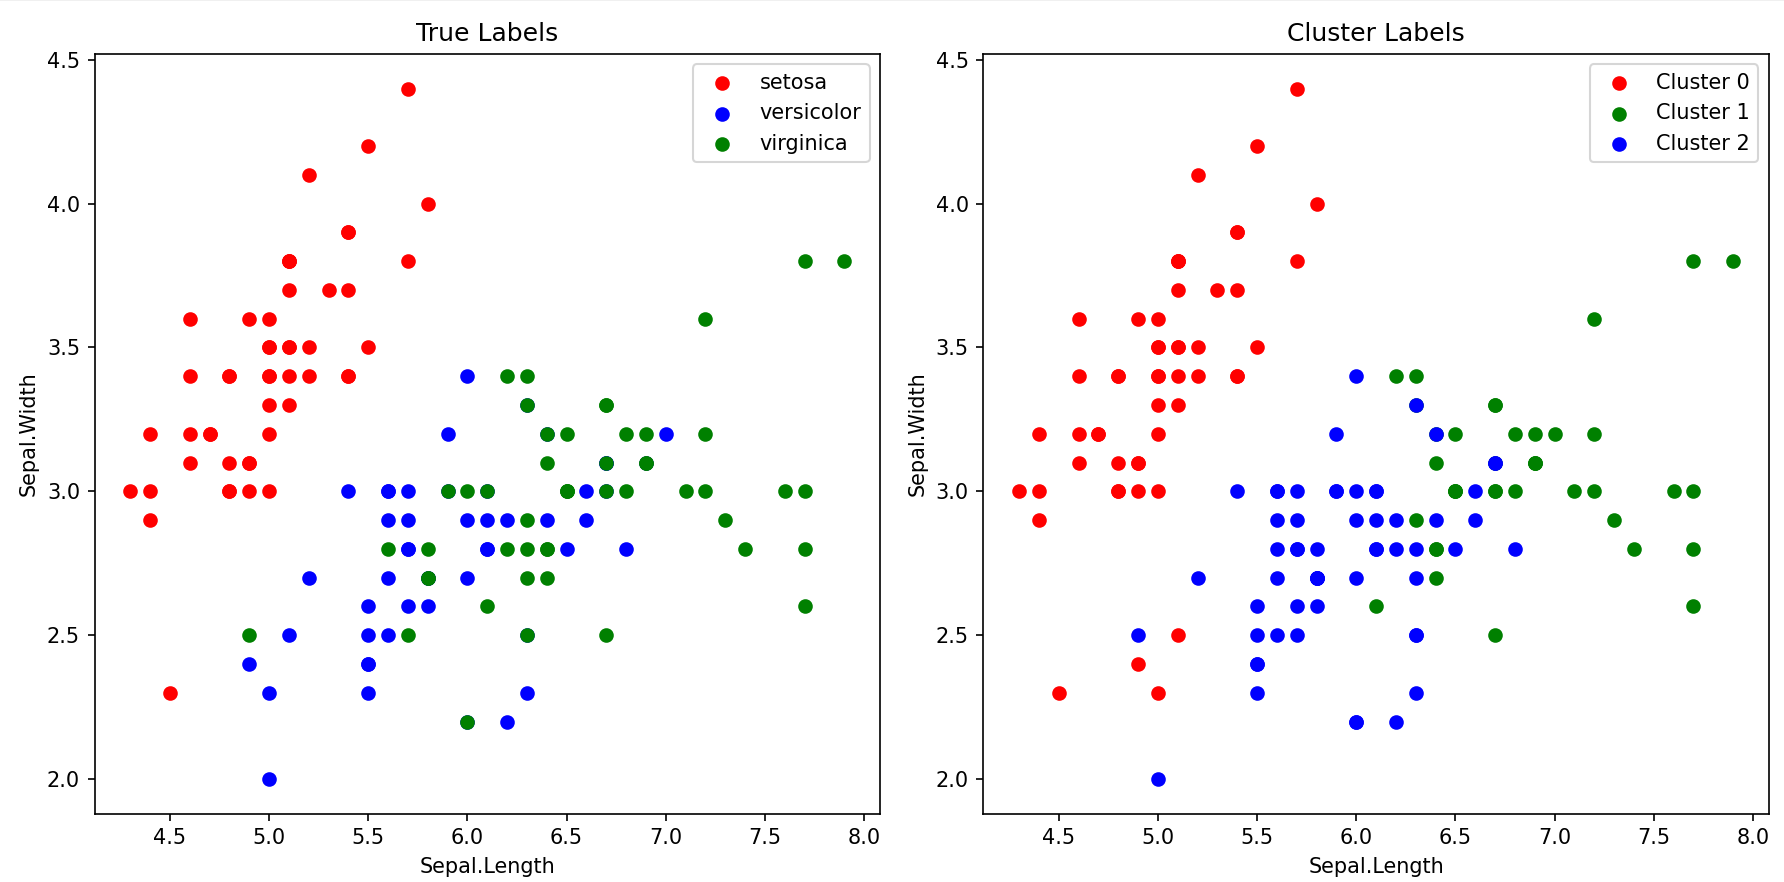 True Labels
setosa
versicolor
virginica
4.5
4.0
3.5
3.0
2.5
2.0
Sepal.Width
4.5 5.0 5.5 6.0 6.5 7.0 7.5 8.0
Sepal.Length
Cluster Labels
Cluster 0
Cluster 1
Cluster 2
4.5
4.0
3.5
3.0
2.5
2.0
Sepal.Width
4.5 5.0 5.5 6.0 6.5 7.0 7.5 8.0
Sepal.Length